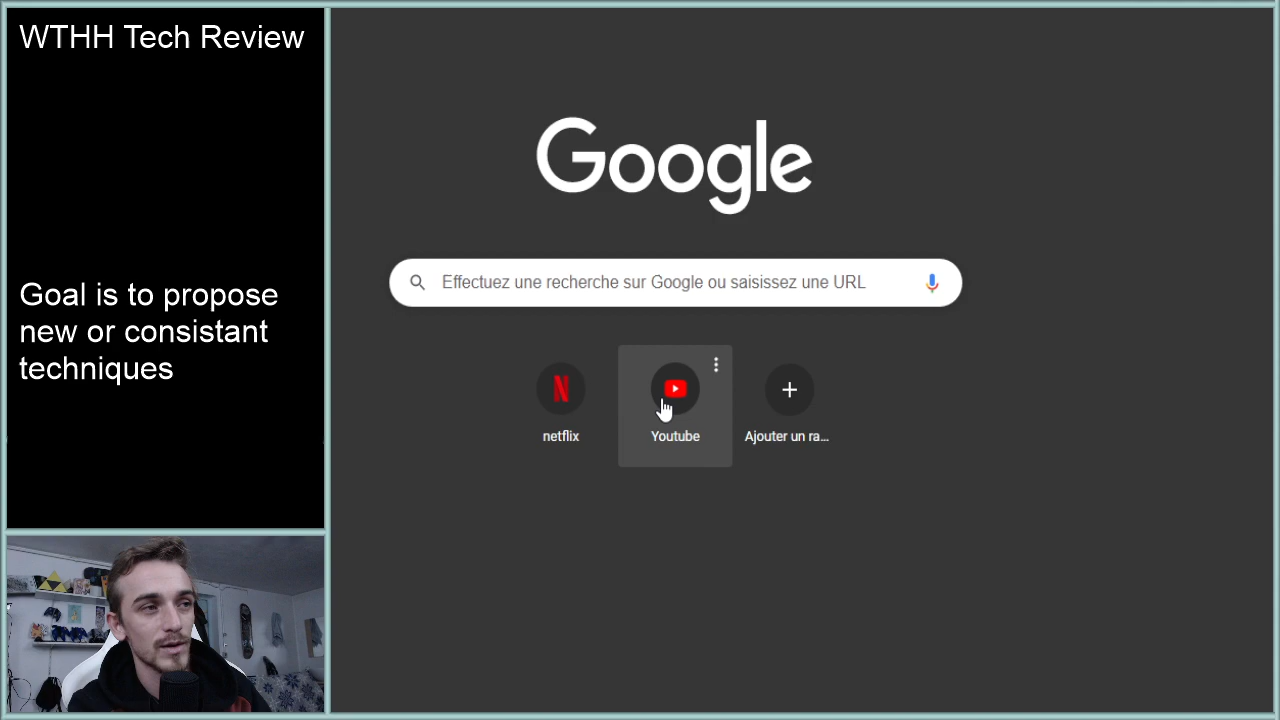 WTHH Tech Review
Goal is to propose
new or consistant
techniques
Google
Effectuez une recherche sur Google ou saisissez une URL
netflix
Youtube
Ajouter un ra...